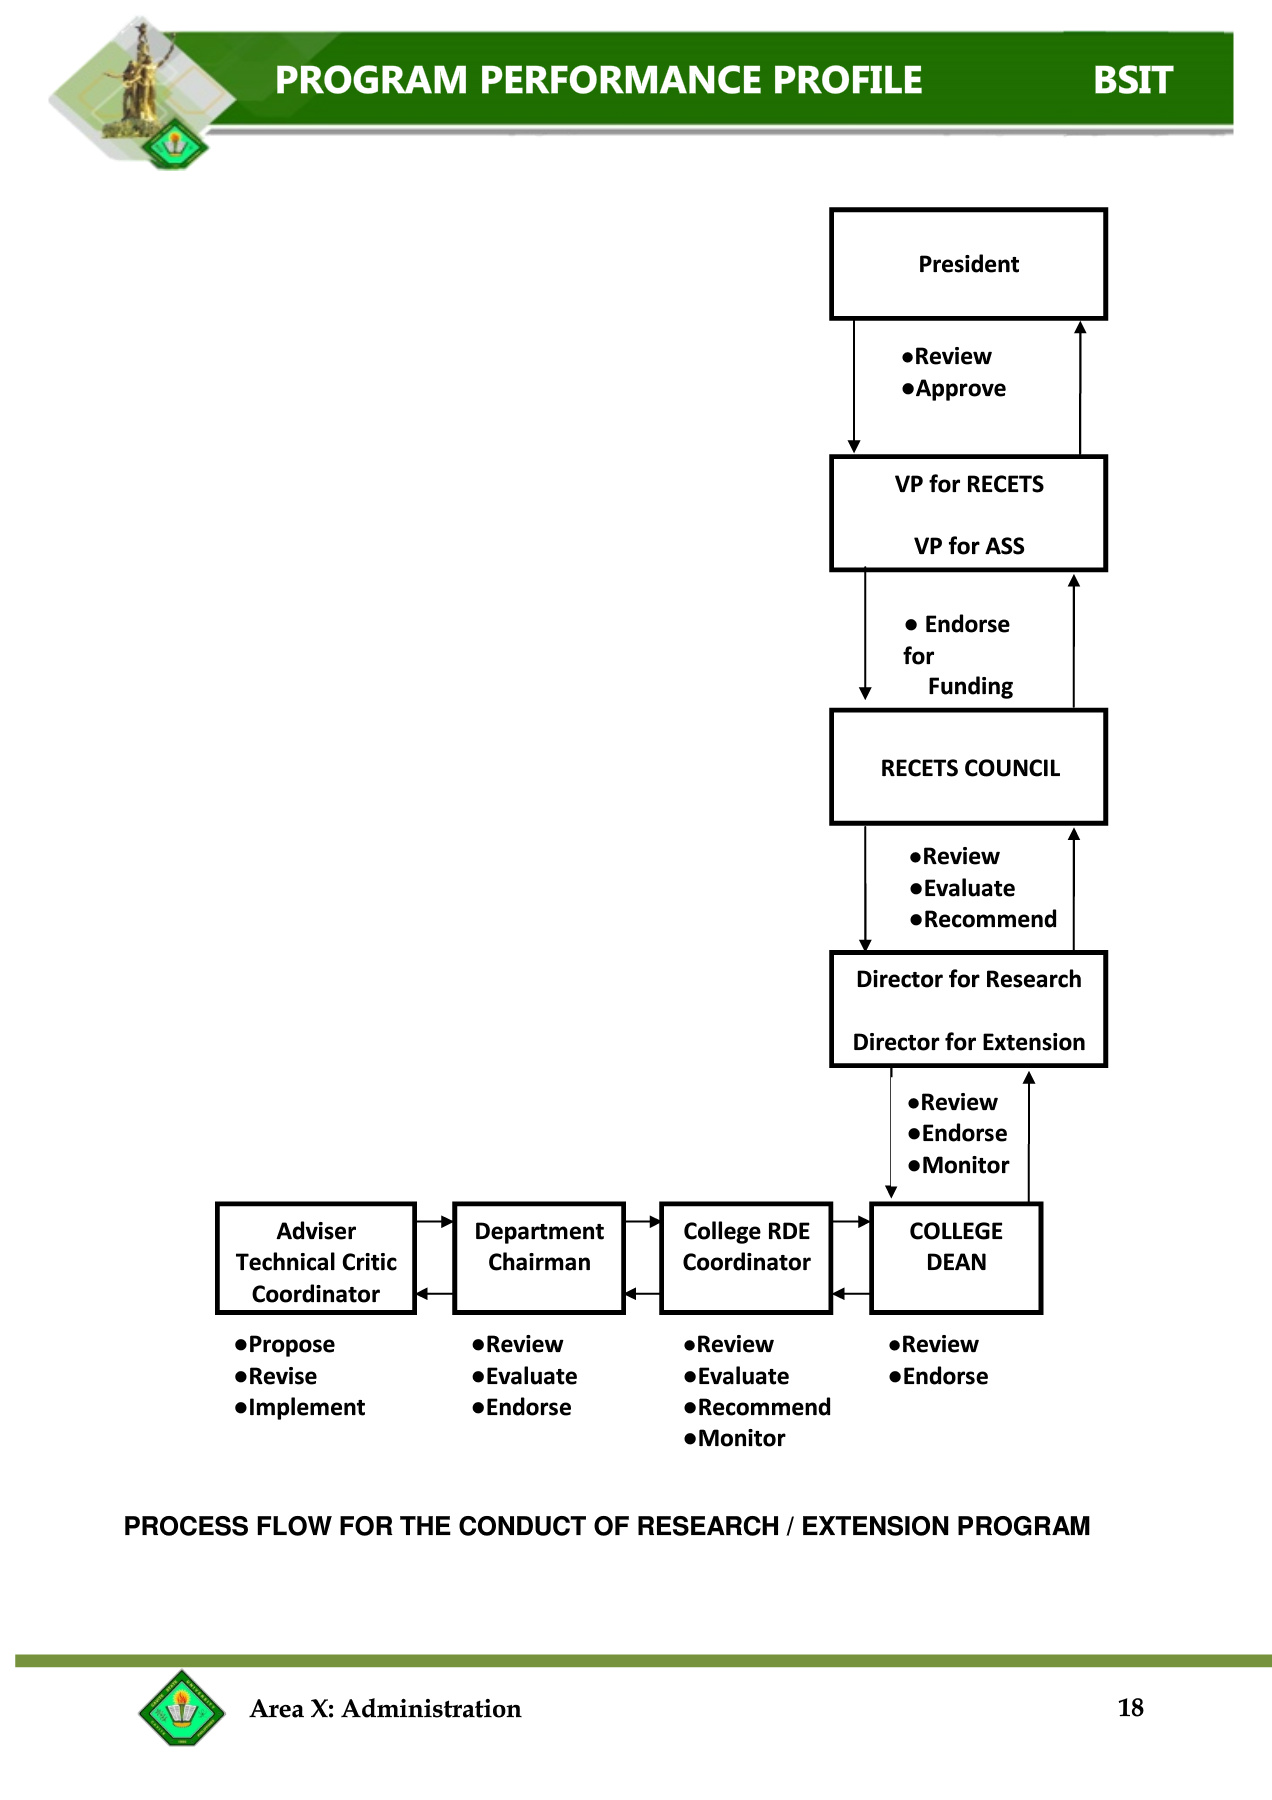 PROGRAM PERFORMANCE PROFILE BSIT
President
●Review
●Approve
VP for RECETS
VP for ASS
● Endorse
for
Funding
RECETS COUNCIL
●Review
●Evaluate
●Recommend
Director for Research
Director for Extension
●Review
●Endorse
●Monitor
Adviser
Technical Critic
Coordinator
Department
Chairman
College RDE
Coordinator
COLLEGE
DEAN
●Propose
●Revise
●Implement
●Review
●Evaluate
●Endorse
●Review
●Evaluate
●Recommend
●Monitor
●Review
●Endorse
PROCESS FLOW FOR THE CONDUCT OF RESEARCH / EXTENSION PROGRAM
Area X: Administration 18